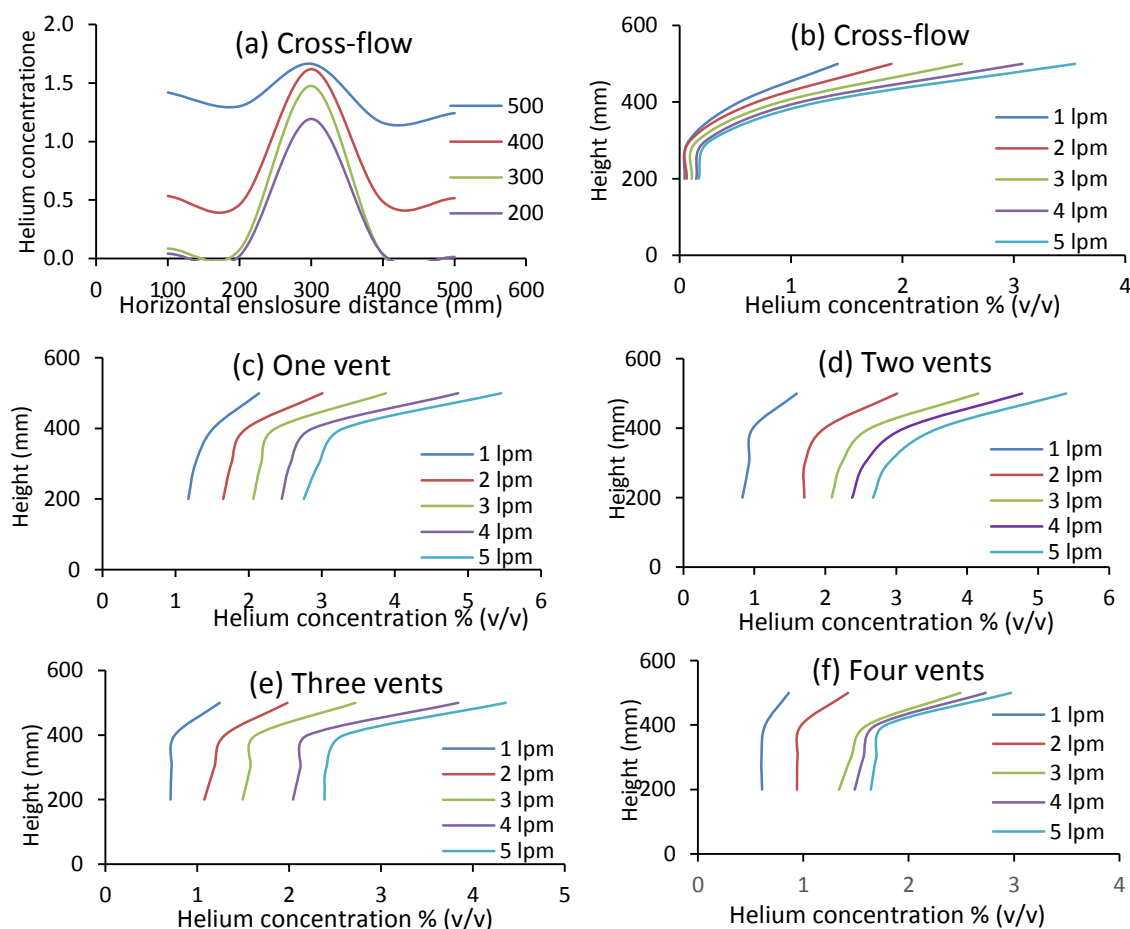 (a) Cross-flow
Helium concentratione
2.0
1.5
1.0
0.5
0.0
0 100 200 300 400 500 600
Horizontal enslosure distance (mm)
500
400
300
200
(b) Cross-flow
Height (mm)
600
400
200
0
0 1 2 3 4
Helium concentration % (v/v)
1 lpm
2 lpm
3 lpm
4 lpm
5 lpm
(c) One vent
Height (mm)
600
400
200
0
0 1 2 3 4 5 6
Helium concentration % (v/v)
1 lpm
2 lpm
3 lpm
4 lpm
5 lpm
(d) Two vents
Height (mm)
600
400
200
0
0 1 2 3 4 5 6
Helium concentration % (v/v)
1 lpm
2 lpm
3 lpm
4 lpm
5 lpm
(e) Three vents
Height (mm)
600
400
200
0
0 1 2 3 4 5
Helium concentration % (v/v)
1 lpm
2 lpm
3 lpm
4 lpm
5 lpm
(f) Four vents
Height (mm)
600
400
200
0
0 1 2 3 4
Helium concentration % (v/v)
1 lpm
2 lpm
3 lpm
4 lpm
5 lpm